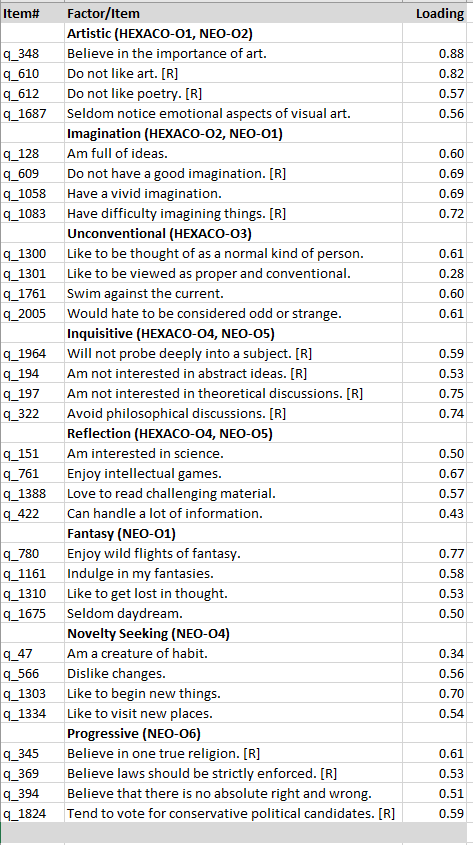 Item# Factor/Item Loading
Artistic (HEXACO-O1, NEO-O2)
q_348 Believe in the importance of art. 0.88
q_610 Do not like art. [R] 0.82
q_612 Do not like poetry. [R] 0.57
q_1687 Seldom notice emotional aspects of visual art. 0.56
Imagination (HEXACO-O2, NEO-O1)
q_128 Am full of ideas. 0.60
q_609 Do not have a good imagination. [R] 0.69
q_1058 Have a vivid imagination. 0.69
q_1083 Have difficulty imagining things. [R] 0.72
Unconventional (HEXACO-O3)
q_1300 Like to be thought of as a normal kind of person. 0.61
q_1301 Like to be viewed as proper and conventional. 0.28
q_1761 Swim against the current. 0.60
q_2005 Would hate to be considered odd or strange. 0.61
Inquisitive (HEXACO-O4, NEO-O5)
q_1964 Will not probe deeply into a subject. [R] 0.59
q_194 Am not interested in abstract ideas. [R] 0.53
q_197 Am not interested in theoretical discussions. [R] 0.75
q_322 Avoid philosophical discussions. [R] 0.74
Reflection (HEXACO-O4, NEO-O5)
q_151 Am interested in science. 0.50
q_761 Enjoy intellectual games. 0.67
q_1388 Love to read challenging material. 0.57
q_422 Can handle a lot of information. 0.43
Fantasy (NEO-O1)
q_780 Enjoy wild flights of fantasy. 0.77
q_1161 Indulge in my fantasies. 0.58
q_1310 Like to get lost in thought. 0.53
q_1675 Seldom daydream. 0.50
Novelty Seeking (NEO-O4)
q_47 Am a creature of habit. 0.34
q_566 Dislike changes. 0.56
q_1303 Like to begin new things. 0.70
q_1334 Like to visit new places. 0.54
Progressive (NEO-O6)
q_345 Believe in one true religion. [R] 0.61
q_369 Believe laws should be strictly enforced. [R] 0.53
q_394 Believe that there is no absolute right and wrong. 0.51
q_1824 Tend to vote for conservative political candidates. [R] 0.59